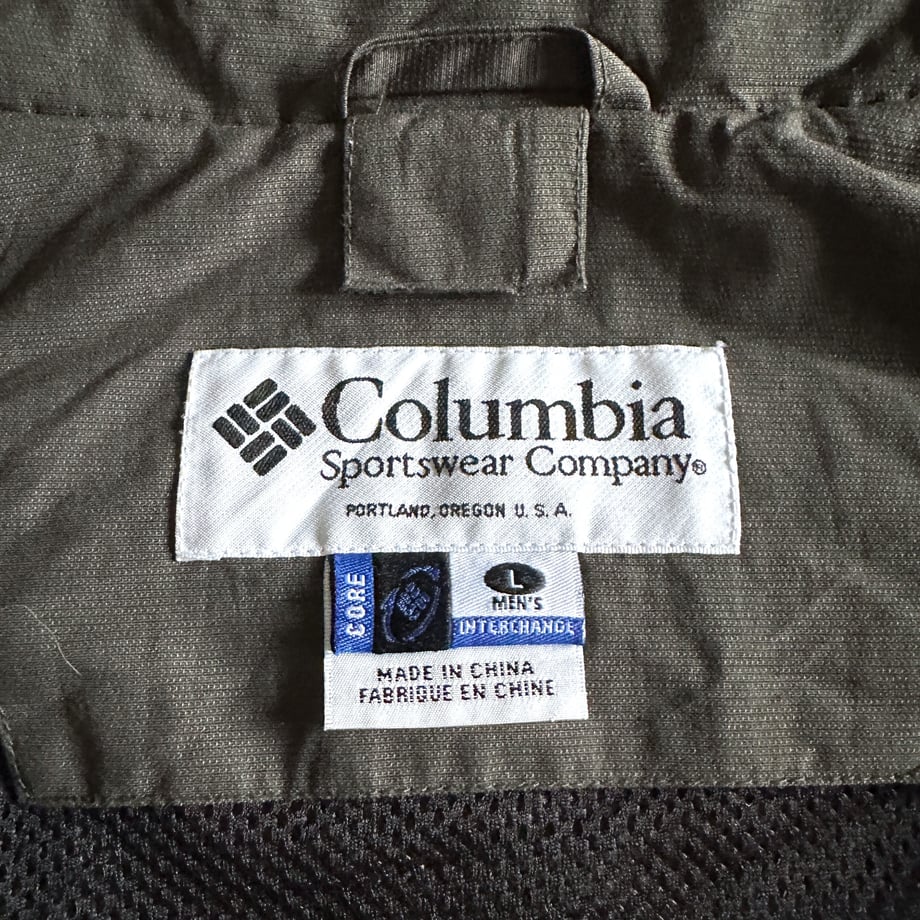 Columbia
Sportswear Company®
PORTLAND, OREGON U. S. A.
CORE
L
MEN'S
INTERCHANGE
MADE IN CHINA
FABRIQUE EN CHINE